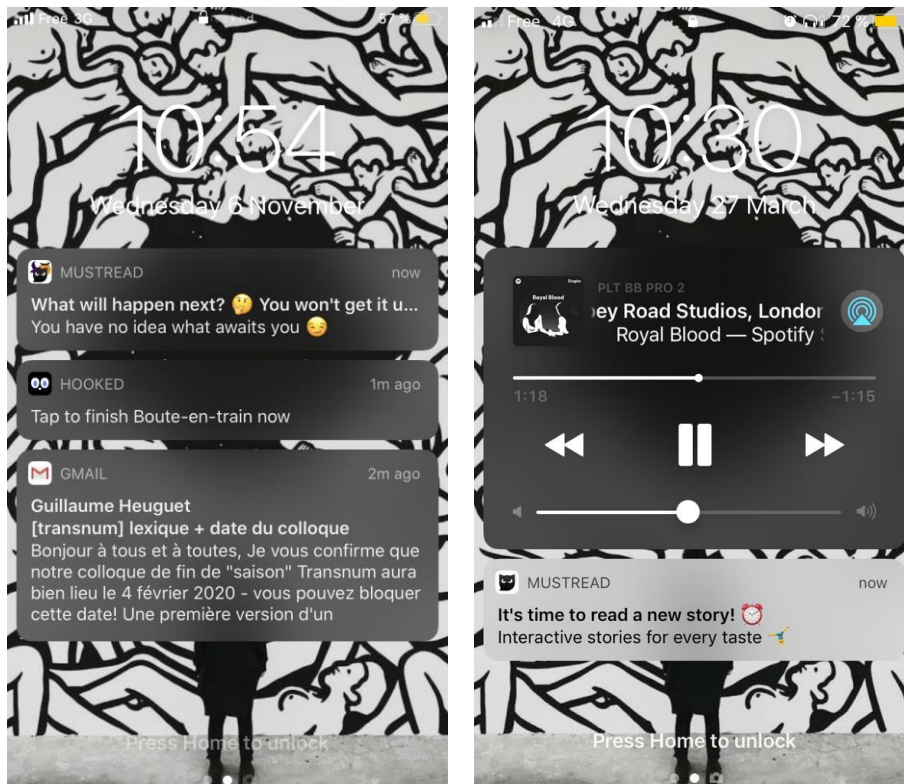 Free 3G
57 %
10:54
Wednesday 6 November
MUSTREAD
now
What will happen next? 🤔 You won't get it u...
You have no idea what awaits you 😏
HOOKED
1m ago
Tap to finish Boute-en-train now
GMAIL
2m ago
Guillaume Heuguet
[transnum] lexique + date du colloque
Bonjour à tous et à toutes, Je vous confirme que
notre colloque de fin de "saison" Transnum aura
bien lieu le 4 février 2020 - vous pouvez bloquer
cette date! Une première version d'un
Press Home to unlock
Free 4G
72 %
10:30
Wednesday 27 March
Singles
Royal Blood
PLT BB PRO 2
ey Road Studios, London
Royal Blood — Spotify
1:18
−1:15
MUSTREAD
now
It's time to read a new story! ⏰
Interactive stories for every taste 🤸
Press Home to unlock